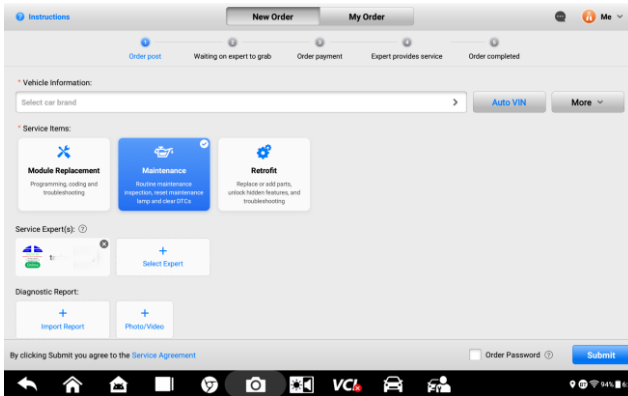 Instructions
New Order
My Order
Me
Order post
Waiting on expert to grab
Order payment
Expert provides service
Order completed
* Vehicle Information:
Select car brand
Auto VIN
More
* Service Items:
Module Replacement
Programming, coding and
troubleshooting
Maintenance
Routine maintenance
inspection, reset maintenance
lamp and clear DTCs
Retrofit
Replace or add parts,
unlock hidden features, and
troubleshooting
Service Expert(s):
Select Expert
Diagnostic Report:
Import Report
Photo/Video
By clicking Submit you agree to the Service Agreement
Order Password
Submit
VCI
94%